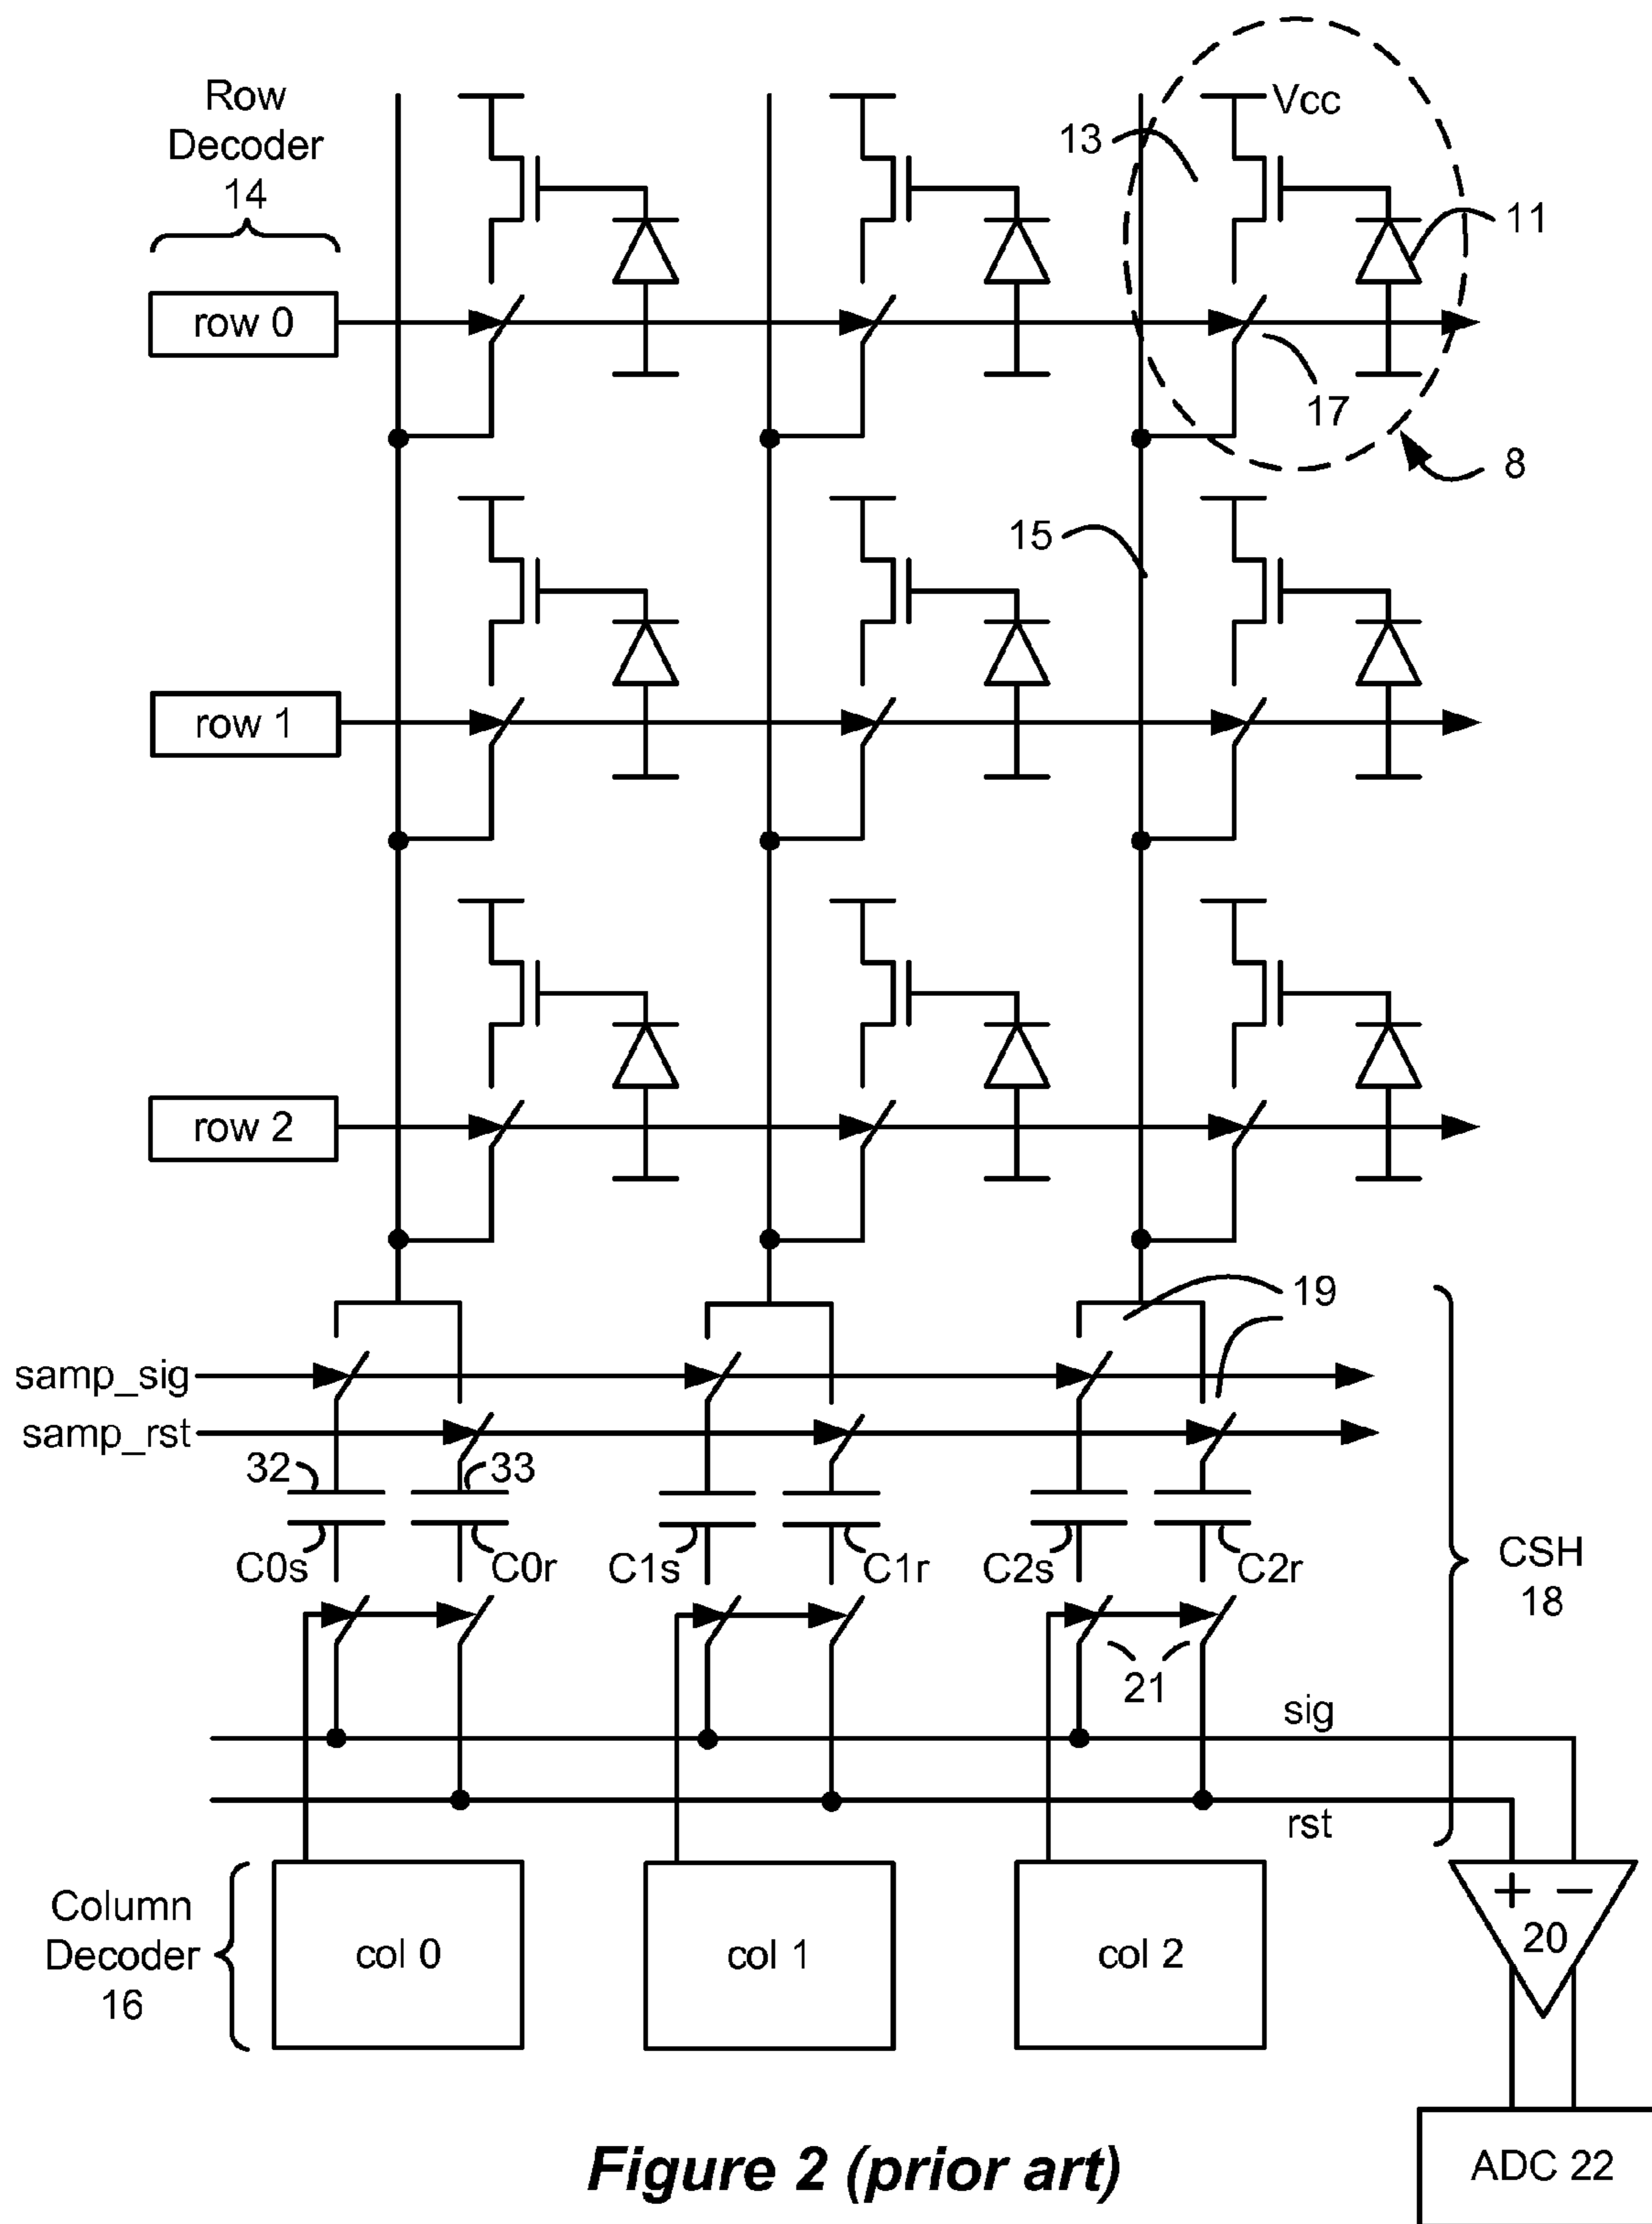 Row
Decoder
14
Vcc
13
11
row 0
17
8
15
row 1
row 2
19
samp_sig
samp_rst
32
33
C0s
C0r
C1s
C1r
C2s
C2r
CSH
18
21
sig
rst
Column
Decoder
16
col 0
col 1
col 2
+ −
20
ADC 22
Figure 2 (prior art)